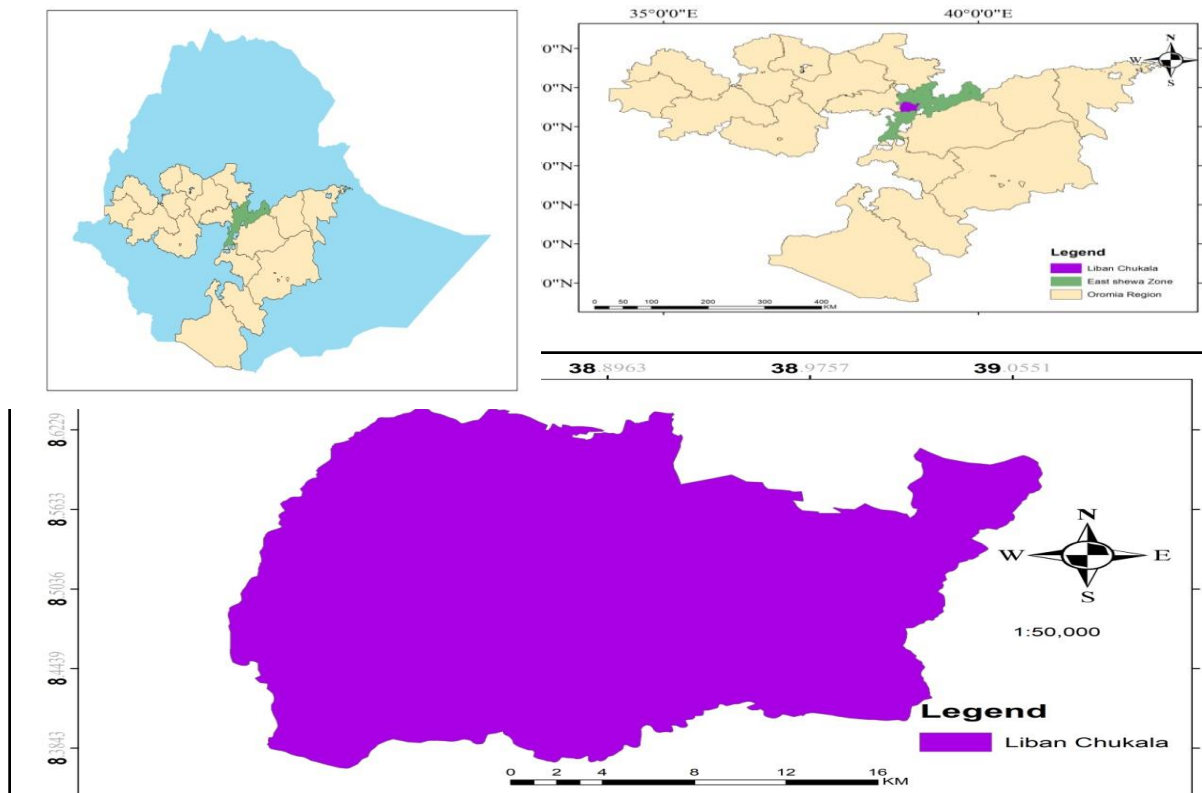 35°0'0"E 40°0'0"E
0"N
0"N
0"N
0"N
0"N
0"N
0"N
N
W
S
Legend
Liban Chukala
East shewa Zone
Oromia Region
0 25 50 100 200 300 400
KM
38.8963 38.9757 39.0551
8.6229
8.5633
8.5036
8.4439
8.3843
N
W E
S
1:50,000
Legend
Liban Chukala
0 2 4 8 12 16
KM